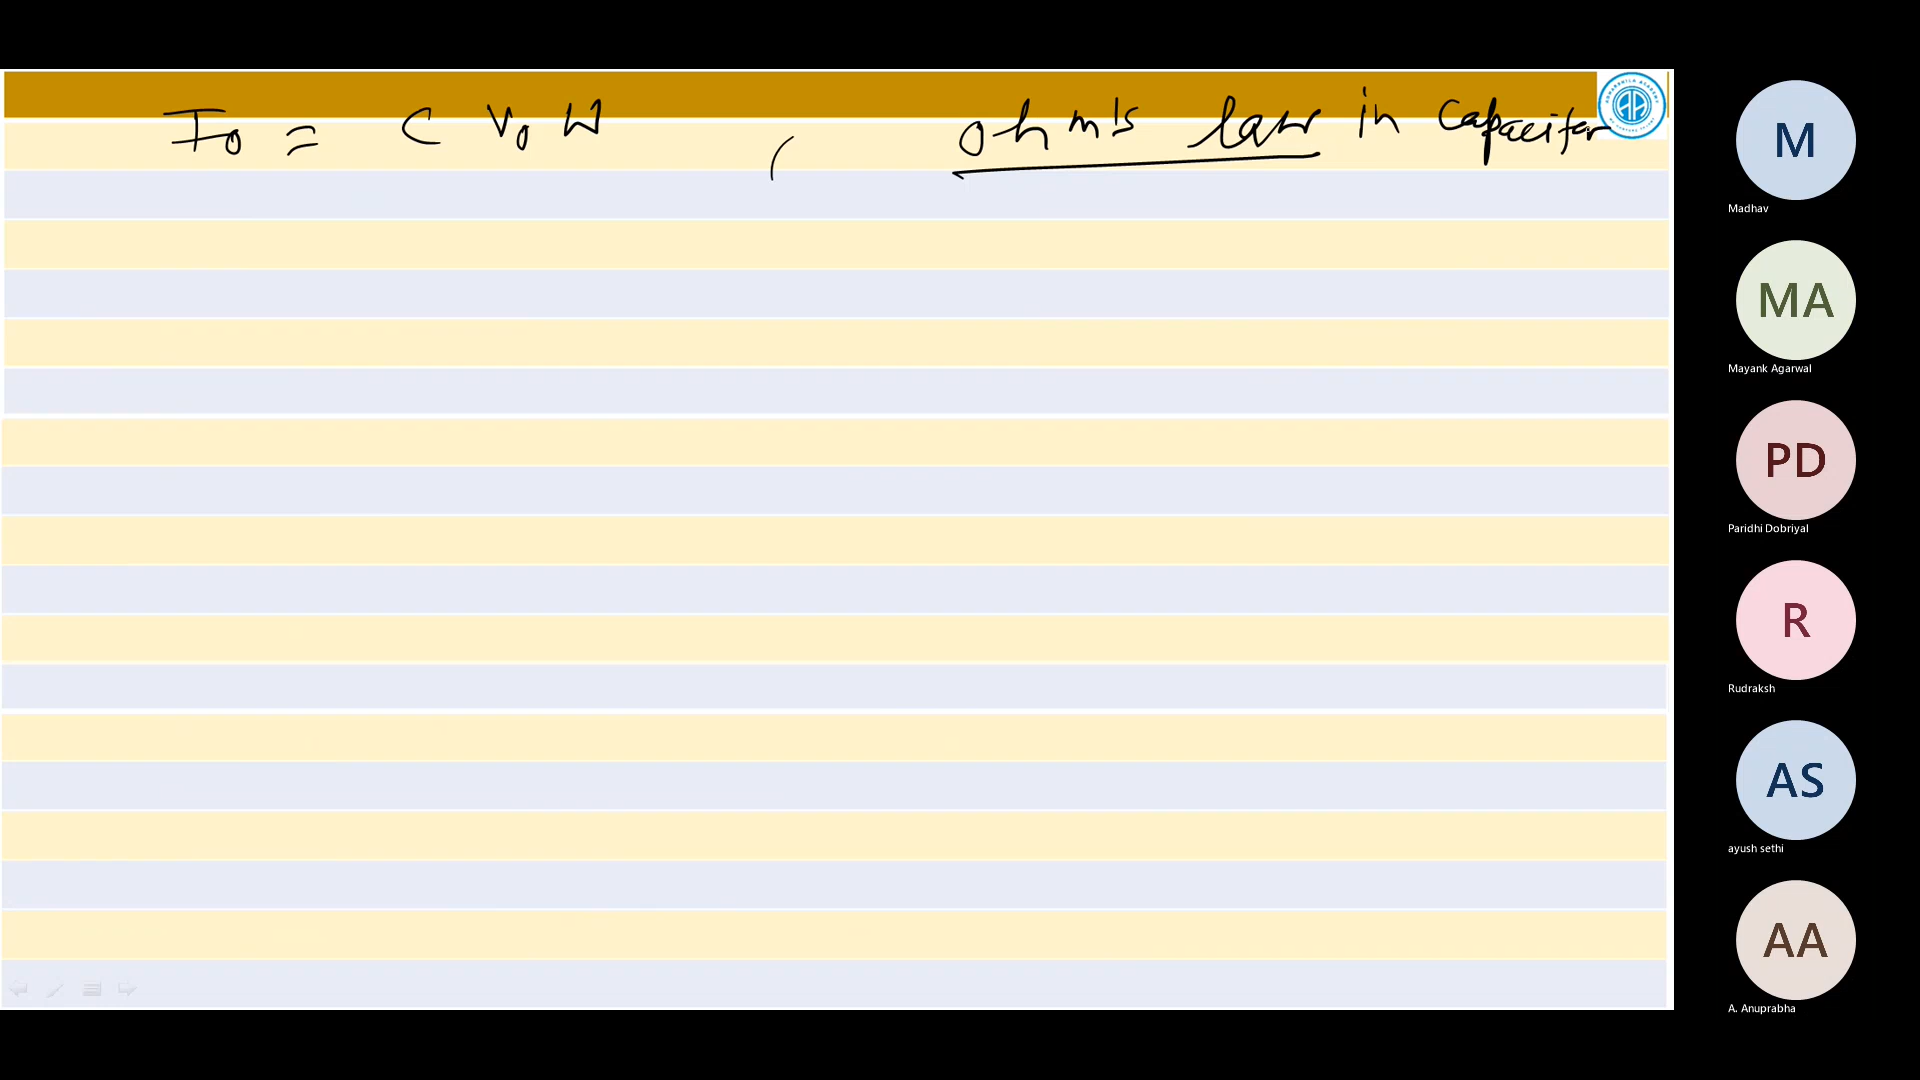 I₀ = C V₀ W ( ohm's law in capacitor
M
Madhav
MA
Mayank Agarwal
PD
Paridhi Dobriyal
R
Rudraksh
AS
ayush sethi
AA
A. Anuprabha